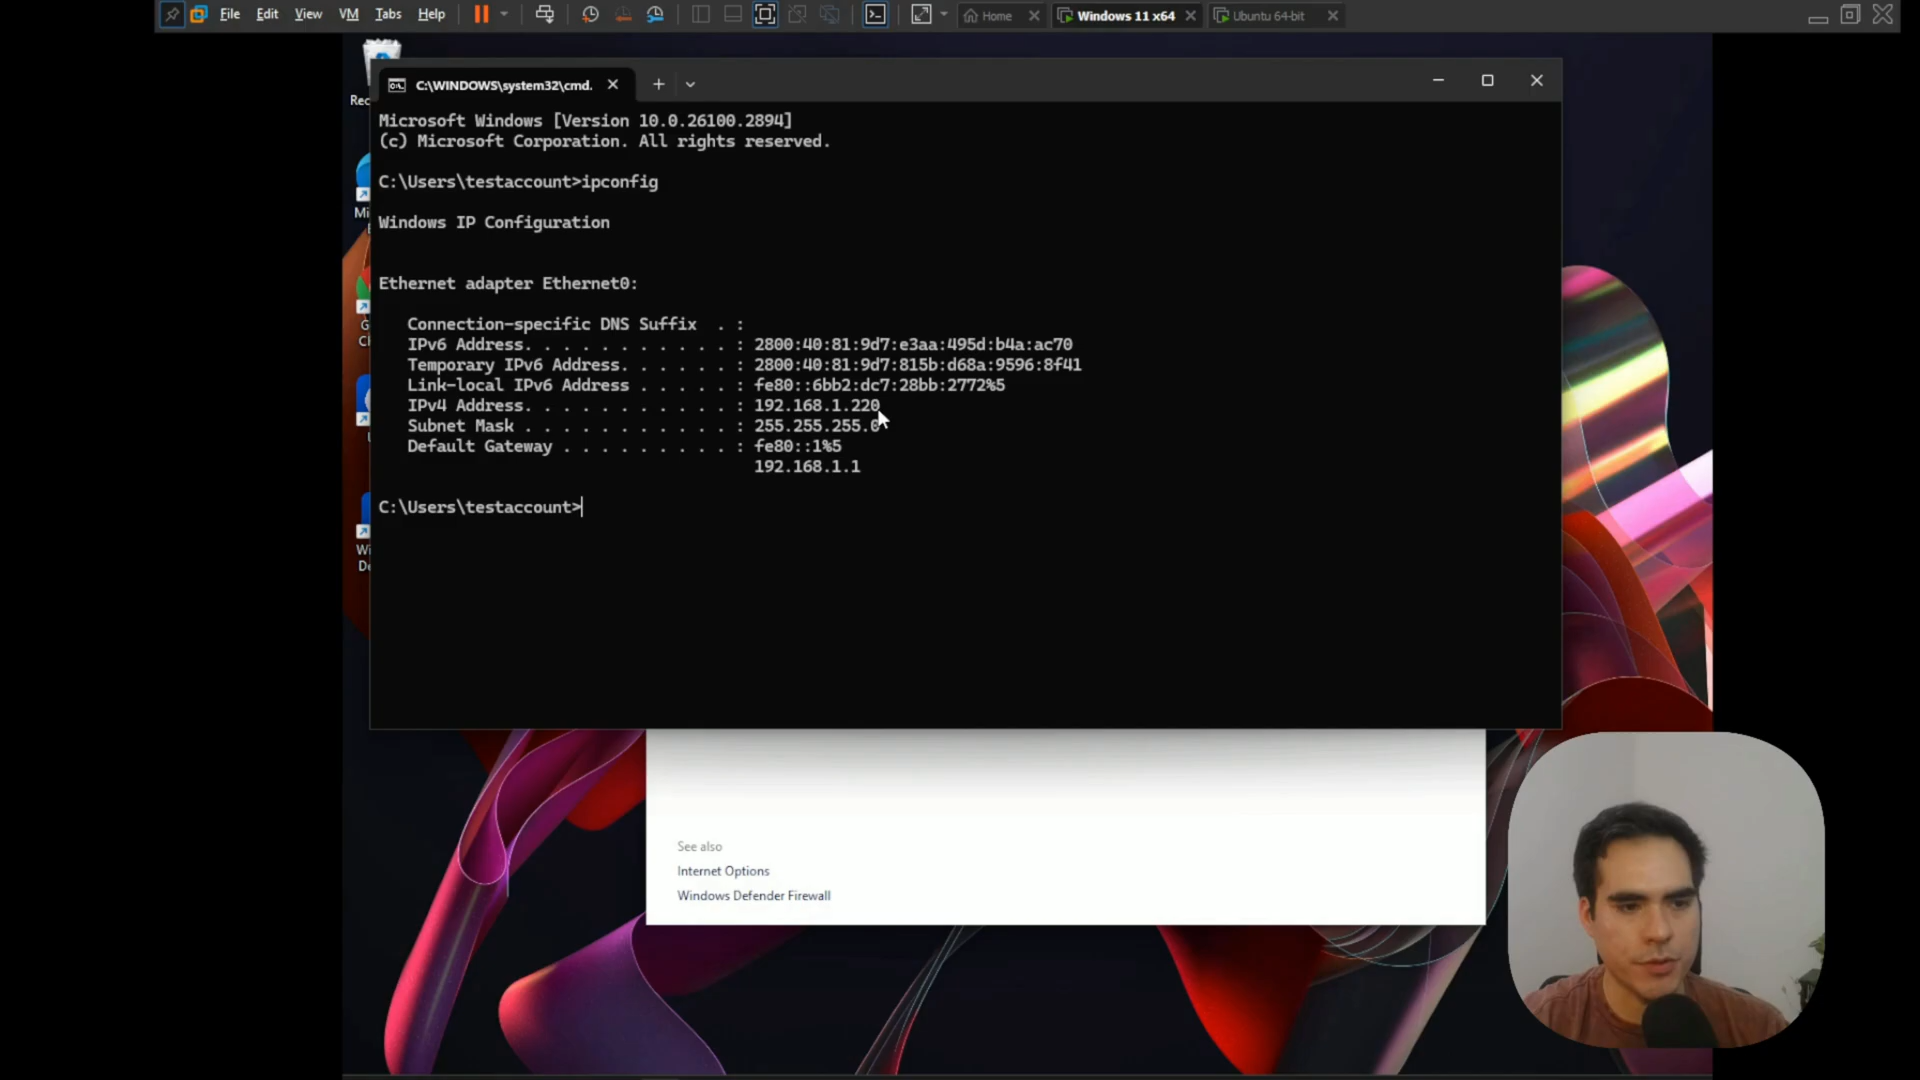 File Edit View VM Tabs Help
Home
Windows 11 x64
Ubuntu 64-bit
Rec
C:\WINDOWS\system32\cmd.
Microsoft Windows [Version 10.0.26100.2894]
(c) Microsoft Corporation. All rights reserved.
C:\Users\testaccount>ipconfig
Windows IP Configuration
Ethernet adapter Ethernet0:
Connection-specific DNS Suffix . :
IPv6 Address. . . . . . . . . . . : 2800:40:81:9d7:e3aa:495d:b4a:ac70
Temporary IPv6 Address. . . . . . : 2800:40:81:9d7:815b:d68a:9596:8f41
Link-local IPv6 Address . . . . . : fe80::6bb2:dc7:28bb:2772%5
IPv4 Address. . . . . . . . . . . : 192.168.1.220
Subnet Mask . . . . . . . . . . . : 255.255.255.0
Default Gateway . . . . . . . . . : fe80::1%5
192.168.1.1
C:\Users\testaccount>
Mi
G
Ch
Wi
De
See also
Internet Options
Windows Defender Firewall